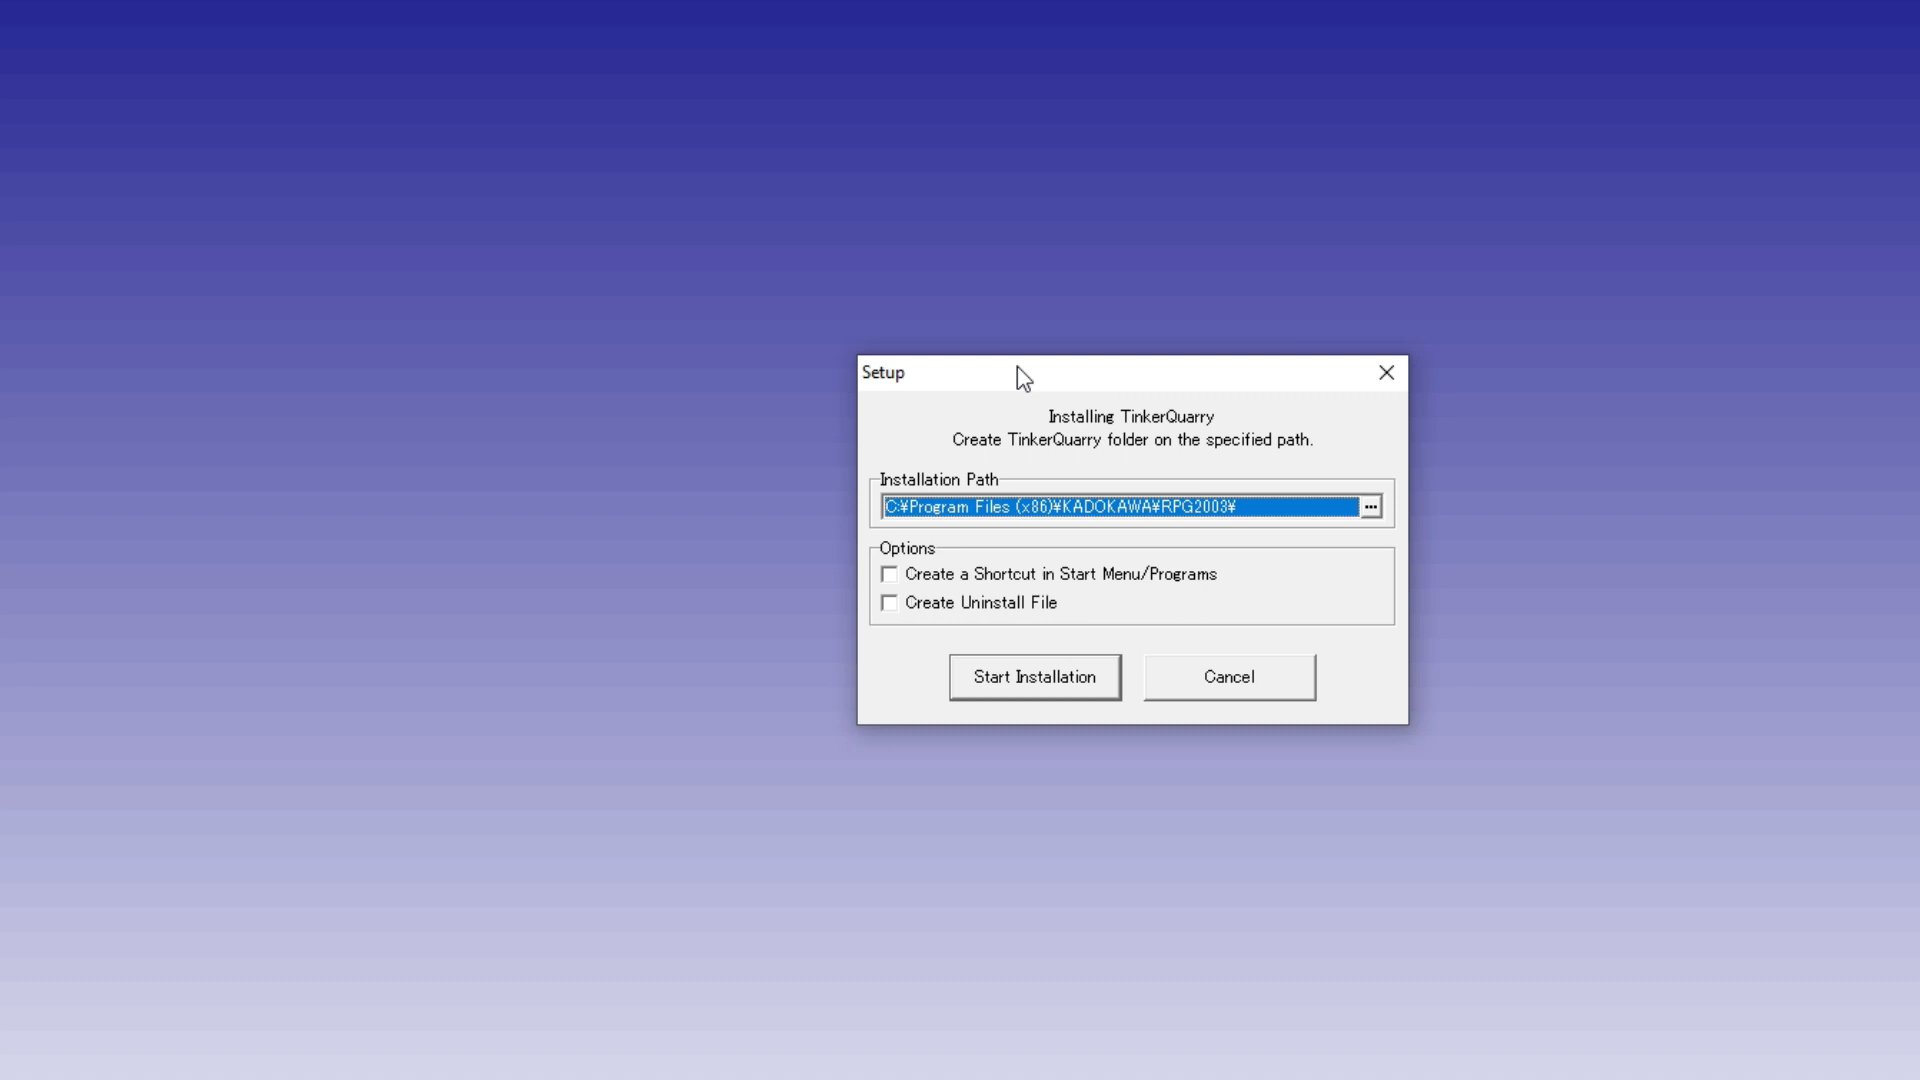 Setup
Installing TinkerQuarry
Create TinkerQuarry folder on the specified path.
Installation Path
C:¥Program Files (x86)¥KADOKAWA¥RPG2003¥
...
Options
Create a Shortcut in Start Menu/Programs
Create Uninstall File
Start Installation
Cancel